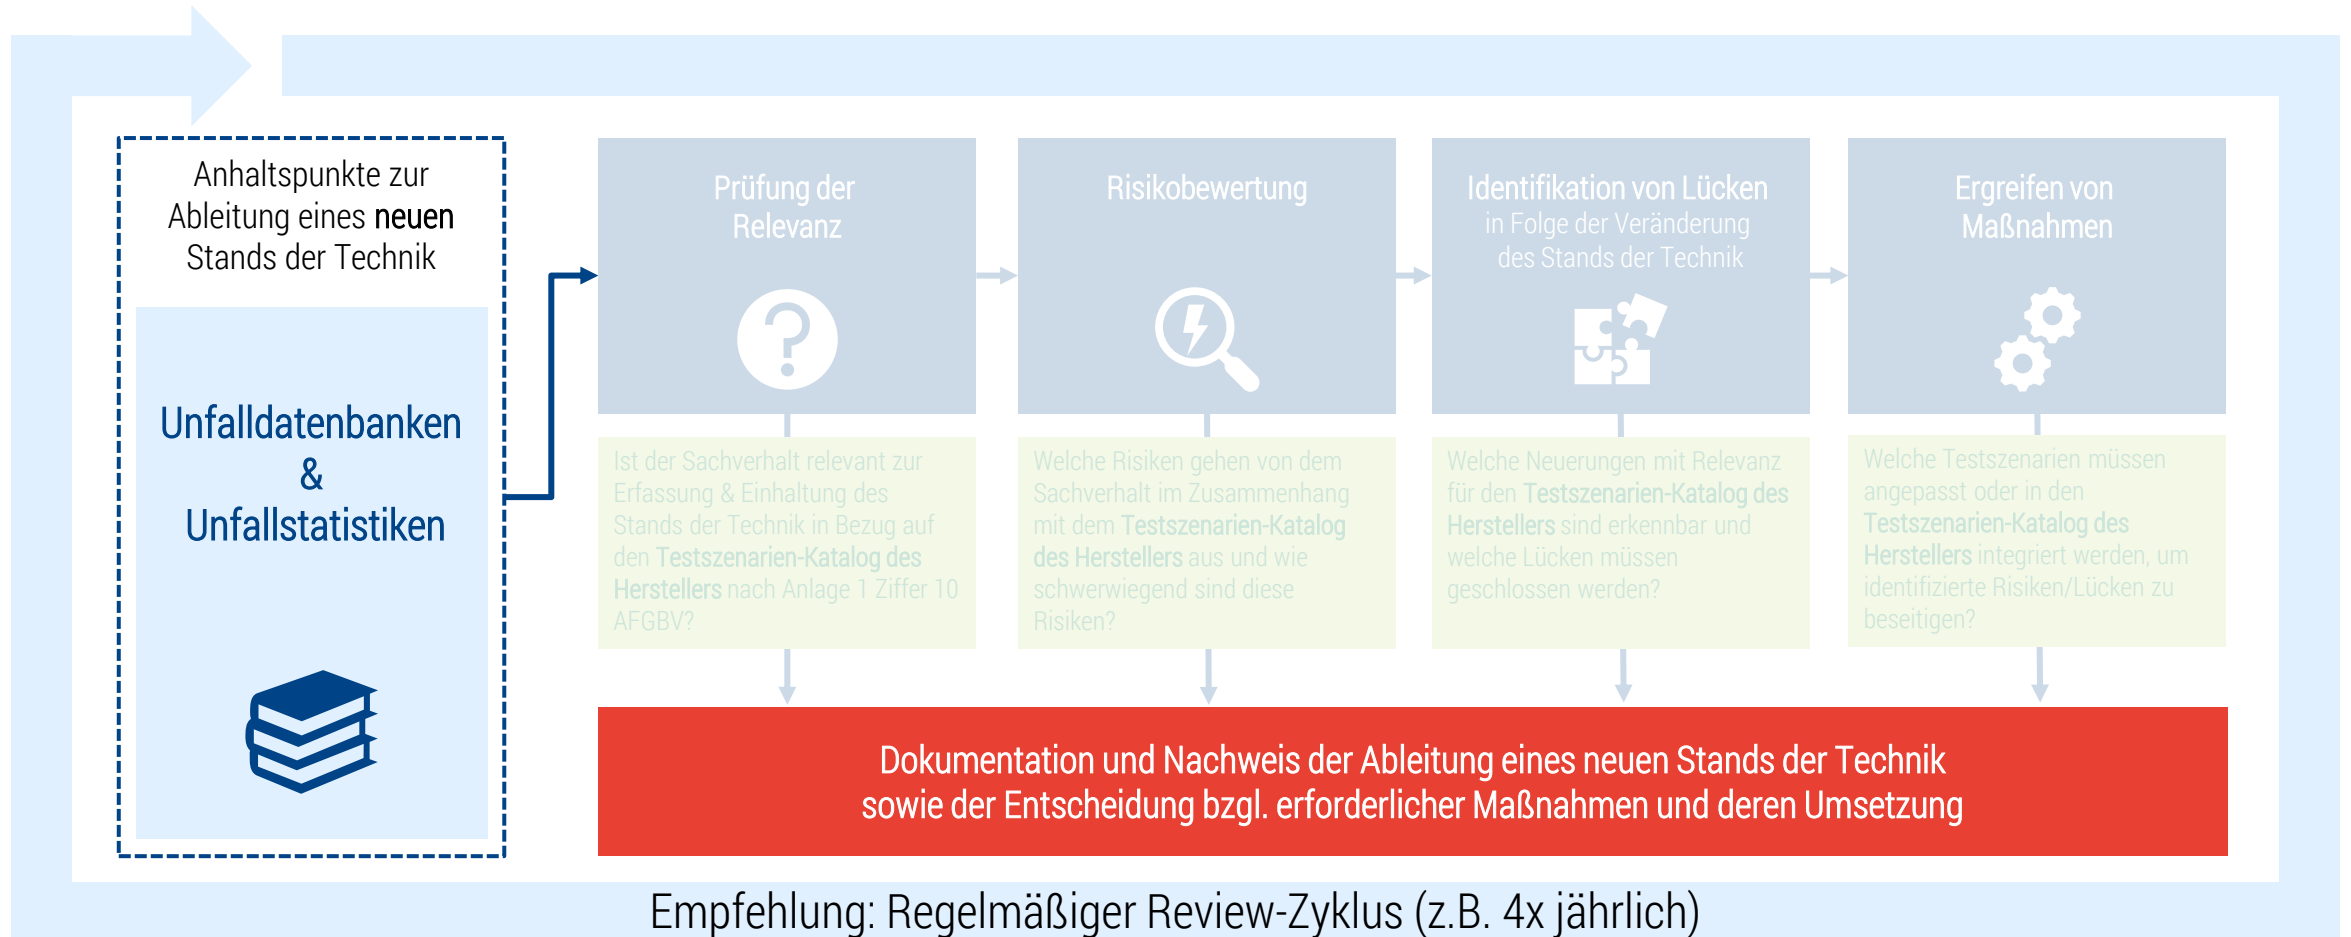 Anhaltspunkte zur
Ableitung eines neuen
Stands der Technik
Unfalldatenbanken
&
Unfallstatistiken
Prüfung der
Relevanz
Ist der Sachverhalt relevant zur
Erfassung & Einhaltung des
Stands der Technik in Bezug auf
den Testszenarien-Katalog des
Herstellers nach Anlage 1 Ziffer 10
AFGBV?
Risikobewertung
Welche Risiken gehen von dem
Sachverhalt im Zusammenhang
mit dem Testszenarien-Katalog
des Herstellers aus und wie
schwerwiegend sind diese
Risiken?
Identifikation von Lücken
in Folge der Veränderung
des Stands der Technik
Welche Neuerungen mit Relevanz
für den Testszenarien-Katalog des
Herstellers sind erkennbar und
welche Lücken müssen
geschlossen werden?
Ergreifen von
Maßnahmen
Welche Testszenarien müssen
angepasst oder in den
Testszenarien-Katalog des
Herstellers integriert werden, um
identifizierte Risiken/Lücken zu
beseitigen?
Dokumentation und Nachweis der Ableitung eines neuen Stands der Technik
sowie der Entscheidung bzgl. erforderlicher Maßnahmen und deren Umsetzung
Empfehlung: Regelmäßiger Review-Zyklus (z.B. 4x jährlich)